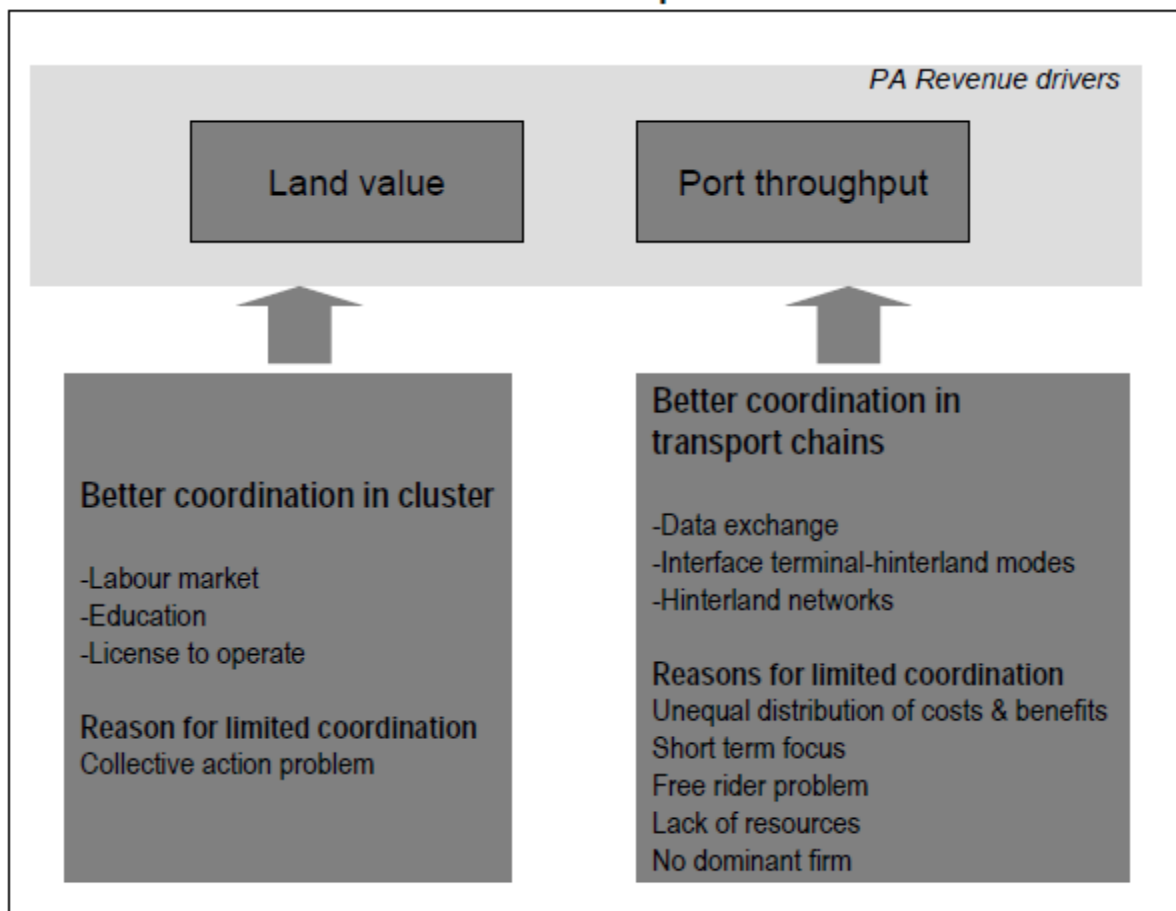 PA Revenue drivers
Land value
Port throughput
Better coordination in cluster
-Labour market
-Education
-License to operate
Reason for limited coordination
Collective action problem
Better coordination in
transport chains
-Data exchange
-Interface terminal-hinterland modes
-Hinterland networks
Reasons for limited coordination
Unequal distribution of costs & benefits
Short term focus
Free rider problem
Lack of resources
No dominant firm